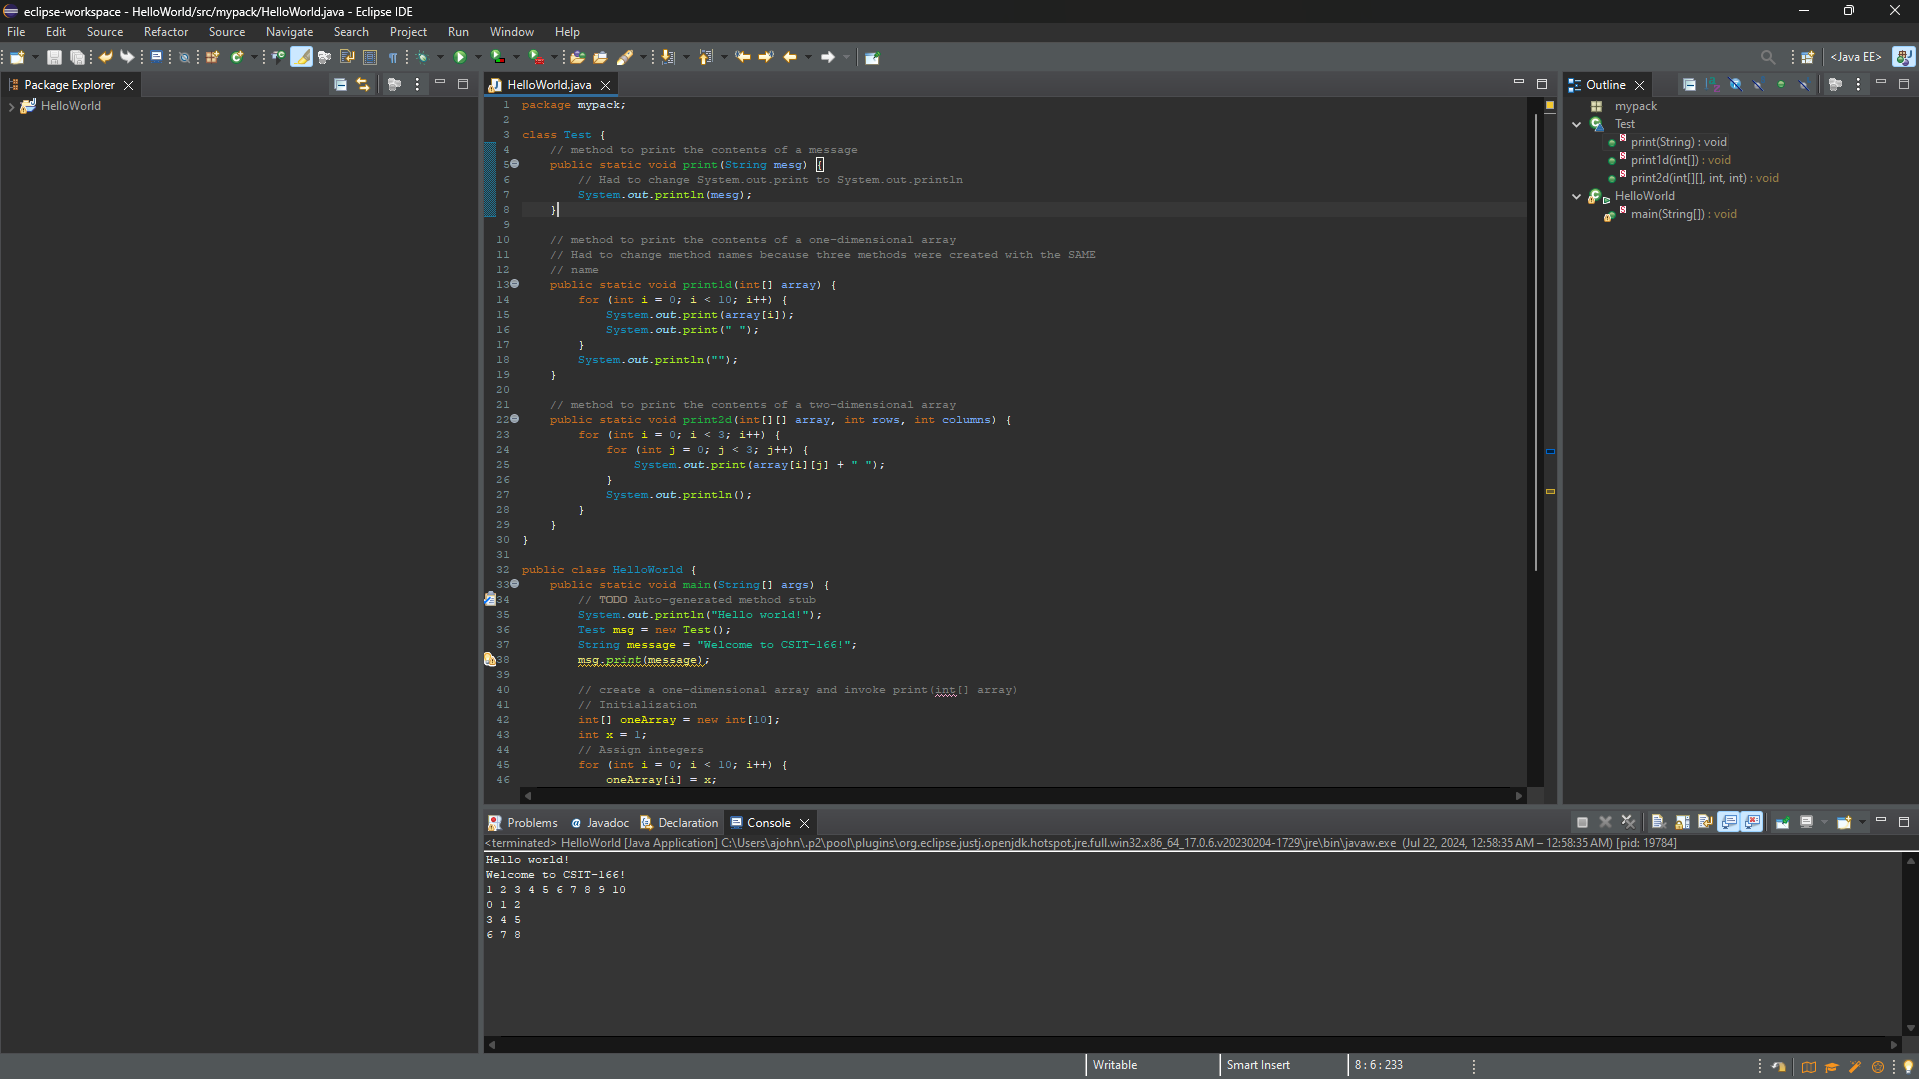 eclipse-workspace - HelloWorld/src/mypack/HelloWorld.java - Eclipse IDE
File Edit Source Refactor Source Navigate Search Project Run Window Help
<Java EE>
Package Explorer
HelloWorld
HelloWorld.java
1 package mypack;
2
3 class Test {
4 // method to print the contents of a message
5 public static void print(String mesg) {
6 // Had to change System.out.print to System.out.println
7 System.out.println(mesg);
8 }
9
10 // method to print the contents of a one-dimensional array
11 // Had to change method names because three methods were created with the SAME
12 // name
13 public static void print1d(int[] array) {
14 for (int i = 0; i < 10; i++) {
15 System.out.print(array[i]);
16 System.out.print(" ");
17 }
18 System.out.println("");
19 }
20
21 // method to print the contents of a two-dimensional array
22 public static void print2d(int[][] array, int rows, int columns) {
23 for (int i = 0; i < 3; i++) {
24 for (int j = 0; j < 3; j++) {
25 System.out.print(array[i][j] + " ");
26 }
27 System.out.println();
28 }
29 }
30 }
31
32 public class HelloWorld {
33 public static void main(String[] args) {
34 // TODO Auto-generated method stub
35 System.out.println("Hello world!");
36 Test msg = new Test();
37 String message = "Welcome to CSIT-166!";
38 msg.print(message);
39
40 // create a one-dimensional array and invoke print(int[] array)
41 // Initialization
42 int[] oneArray = new int[10];
43 int x = 1;
44 // Assign integers
45 for (int i = 0; i < 10; i++) {
46 oneArray[i] = x;
Outline
mypack
Test
print(String) : void
print1d(int[]) : void
print2d(int[][], int, int) : void
HelloWorld
main(String[]) : void
Problems Javadoc Declaration Console
<terminated> HelloWorld [Java Application] C:\Users\ajohn\.p2\pool\plugins\org.eclipse.justj.openjdk.hotspot.jre.full.win32.x86_64_17.0.6.v20230204-1729\jre\bin\javaw.exe (Jul 22, 2024, 12:58:35 AM – 12:58:35 AM) [pid: 19784]
Hello world!
Welcome to CSIT-166!
1 2 3 4 5 6 7 8 9 10
0 1 2
3 4 5
6 7 8
Writable Smart Insert 8 : 6 : 233